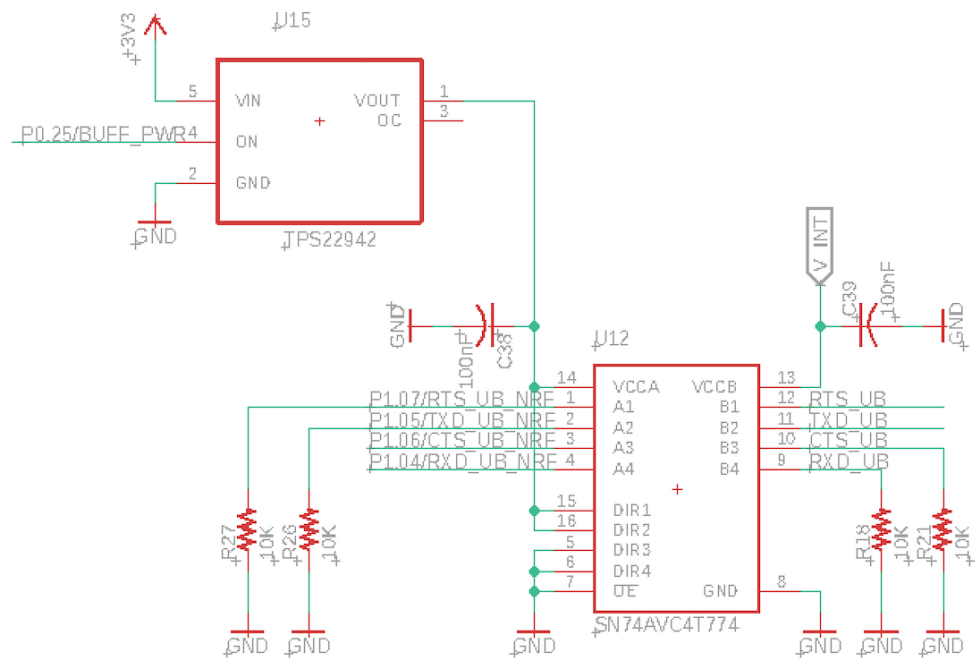 +3V3
U15
5
VIN
VOUT
1
OC
3
P0.25/BUFF_PWR
4
ON
2
GND
GND
TPS22942
V_INT
GND
100nF
C38
C39
100nF
GND
U12
14
VCCA
VCCB
13
P1.07/RTS_UB_NRF
1
A1
B1
12
RTS_UB
P1.05/TXD_UB_NRF
2
A2
B2
11
TXD_UB
P1.06/CTS_UB_NRF
3
A3
B3
10
CTS_UB
P1.04/RXD_UB_NRF
4
A4
B4
9
RXD_UB
15
DIR1
16
DIR2
5
DIR3
6
DIR4
7
OE
GND
8
R27
10K
R26
10K
R18
10K
R21
10K
SN74AVC4T774
GND
GND
GND
GND
GND
GND